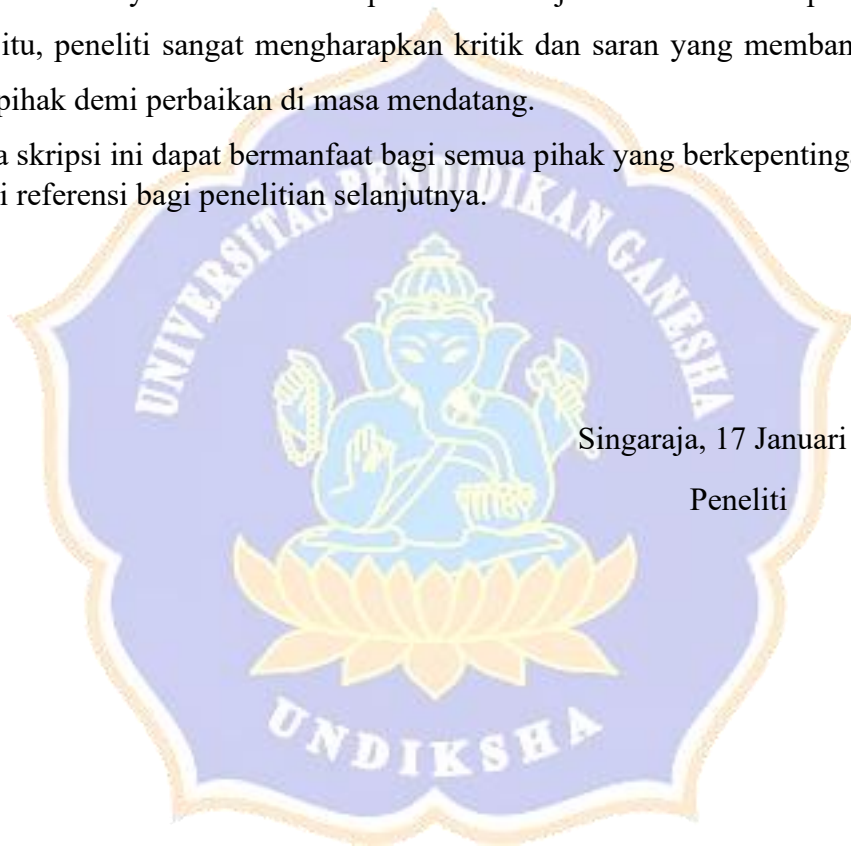 itu, peneliti sangat mengharapkan kritik dan saran yang memban
pihak demi perbaikan di masa mendatang.
a skripsi ini dapat bermanfaat bagi semua pihak yang berkepenting
i referensi bagi penelitian selanjutnya.
UNIVERSITAS PENDIDIKAN GANESHA
Singaraja, 17 Januari
Peneliti
UNDIKSHA